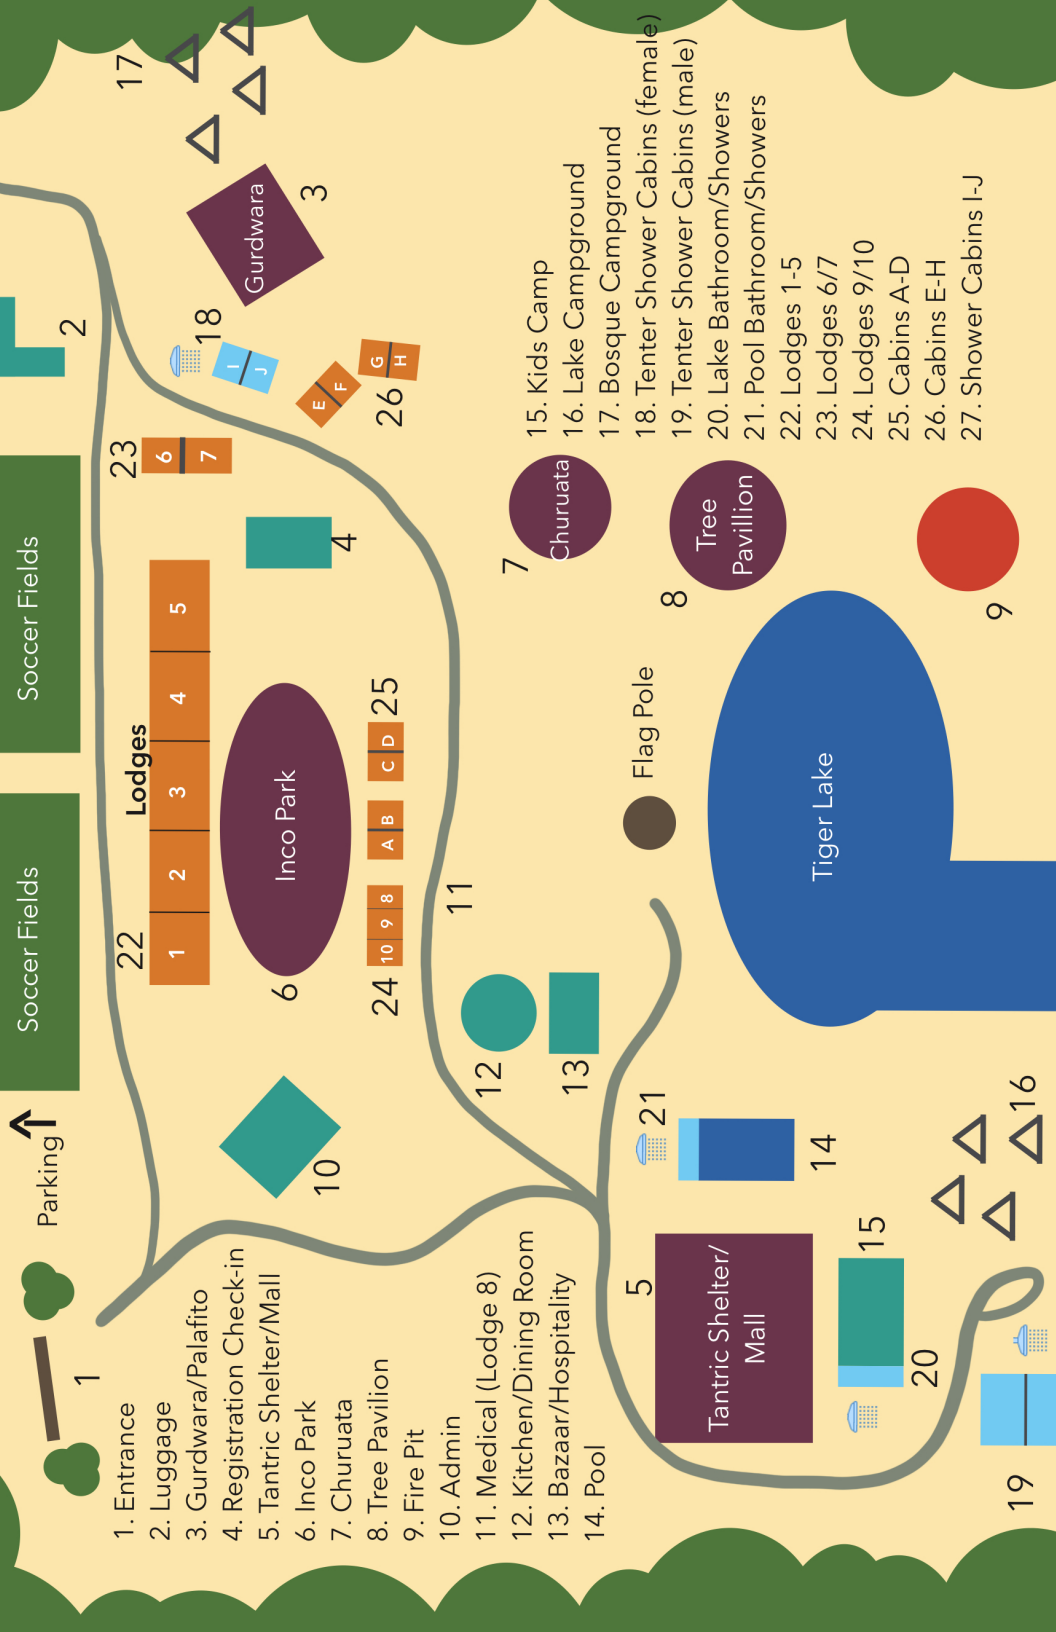 1
Parking
Soccer Fields
Soccer Fields
2
17
22
Lodges
1
2
3
4
5
23
6
7
18
I
J
Gurdwara
3
10
6
Inco Park
4
E
F
G
H
26
24
10 9 8
A B
C D
25
11
12
13
7
Churuata
Flag Pole
8
Tree
Pavillion
9
Tiger Lake
21
14
5
Tantric Shelter/
Mall
15
20
16
19
1. Entrance
2. Luggage
3. Gurdwara/Palafito
4. Registration Check-in
5. Tantric Shelter/Mall
6. Inco Park
7. Churuata
8. Tree Pavilion
9. Fire Pit
10. Admin
11. Medical (Lodge 8)
12. Kitchen/Dining Room
13. Bazaar/Hospitality
14. Pool
15. Kids Camp
16. Lake Campground
17. Bosque Campground
18. Tenter Shower Cabins (female)
19. Tenter Shower Cabins (male)
20. Lake Bathroom/Showers
21. Pool Bathroom/Showers
22. Lodges 1-5
23. Lodges 6/7
24. Lodges 9/10
25. Cabins A-D
26. Cabins E-H
27. Shower Cabins I-J